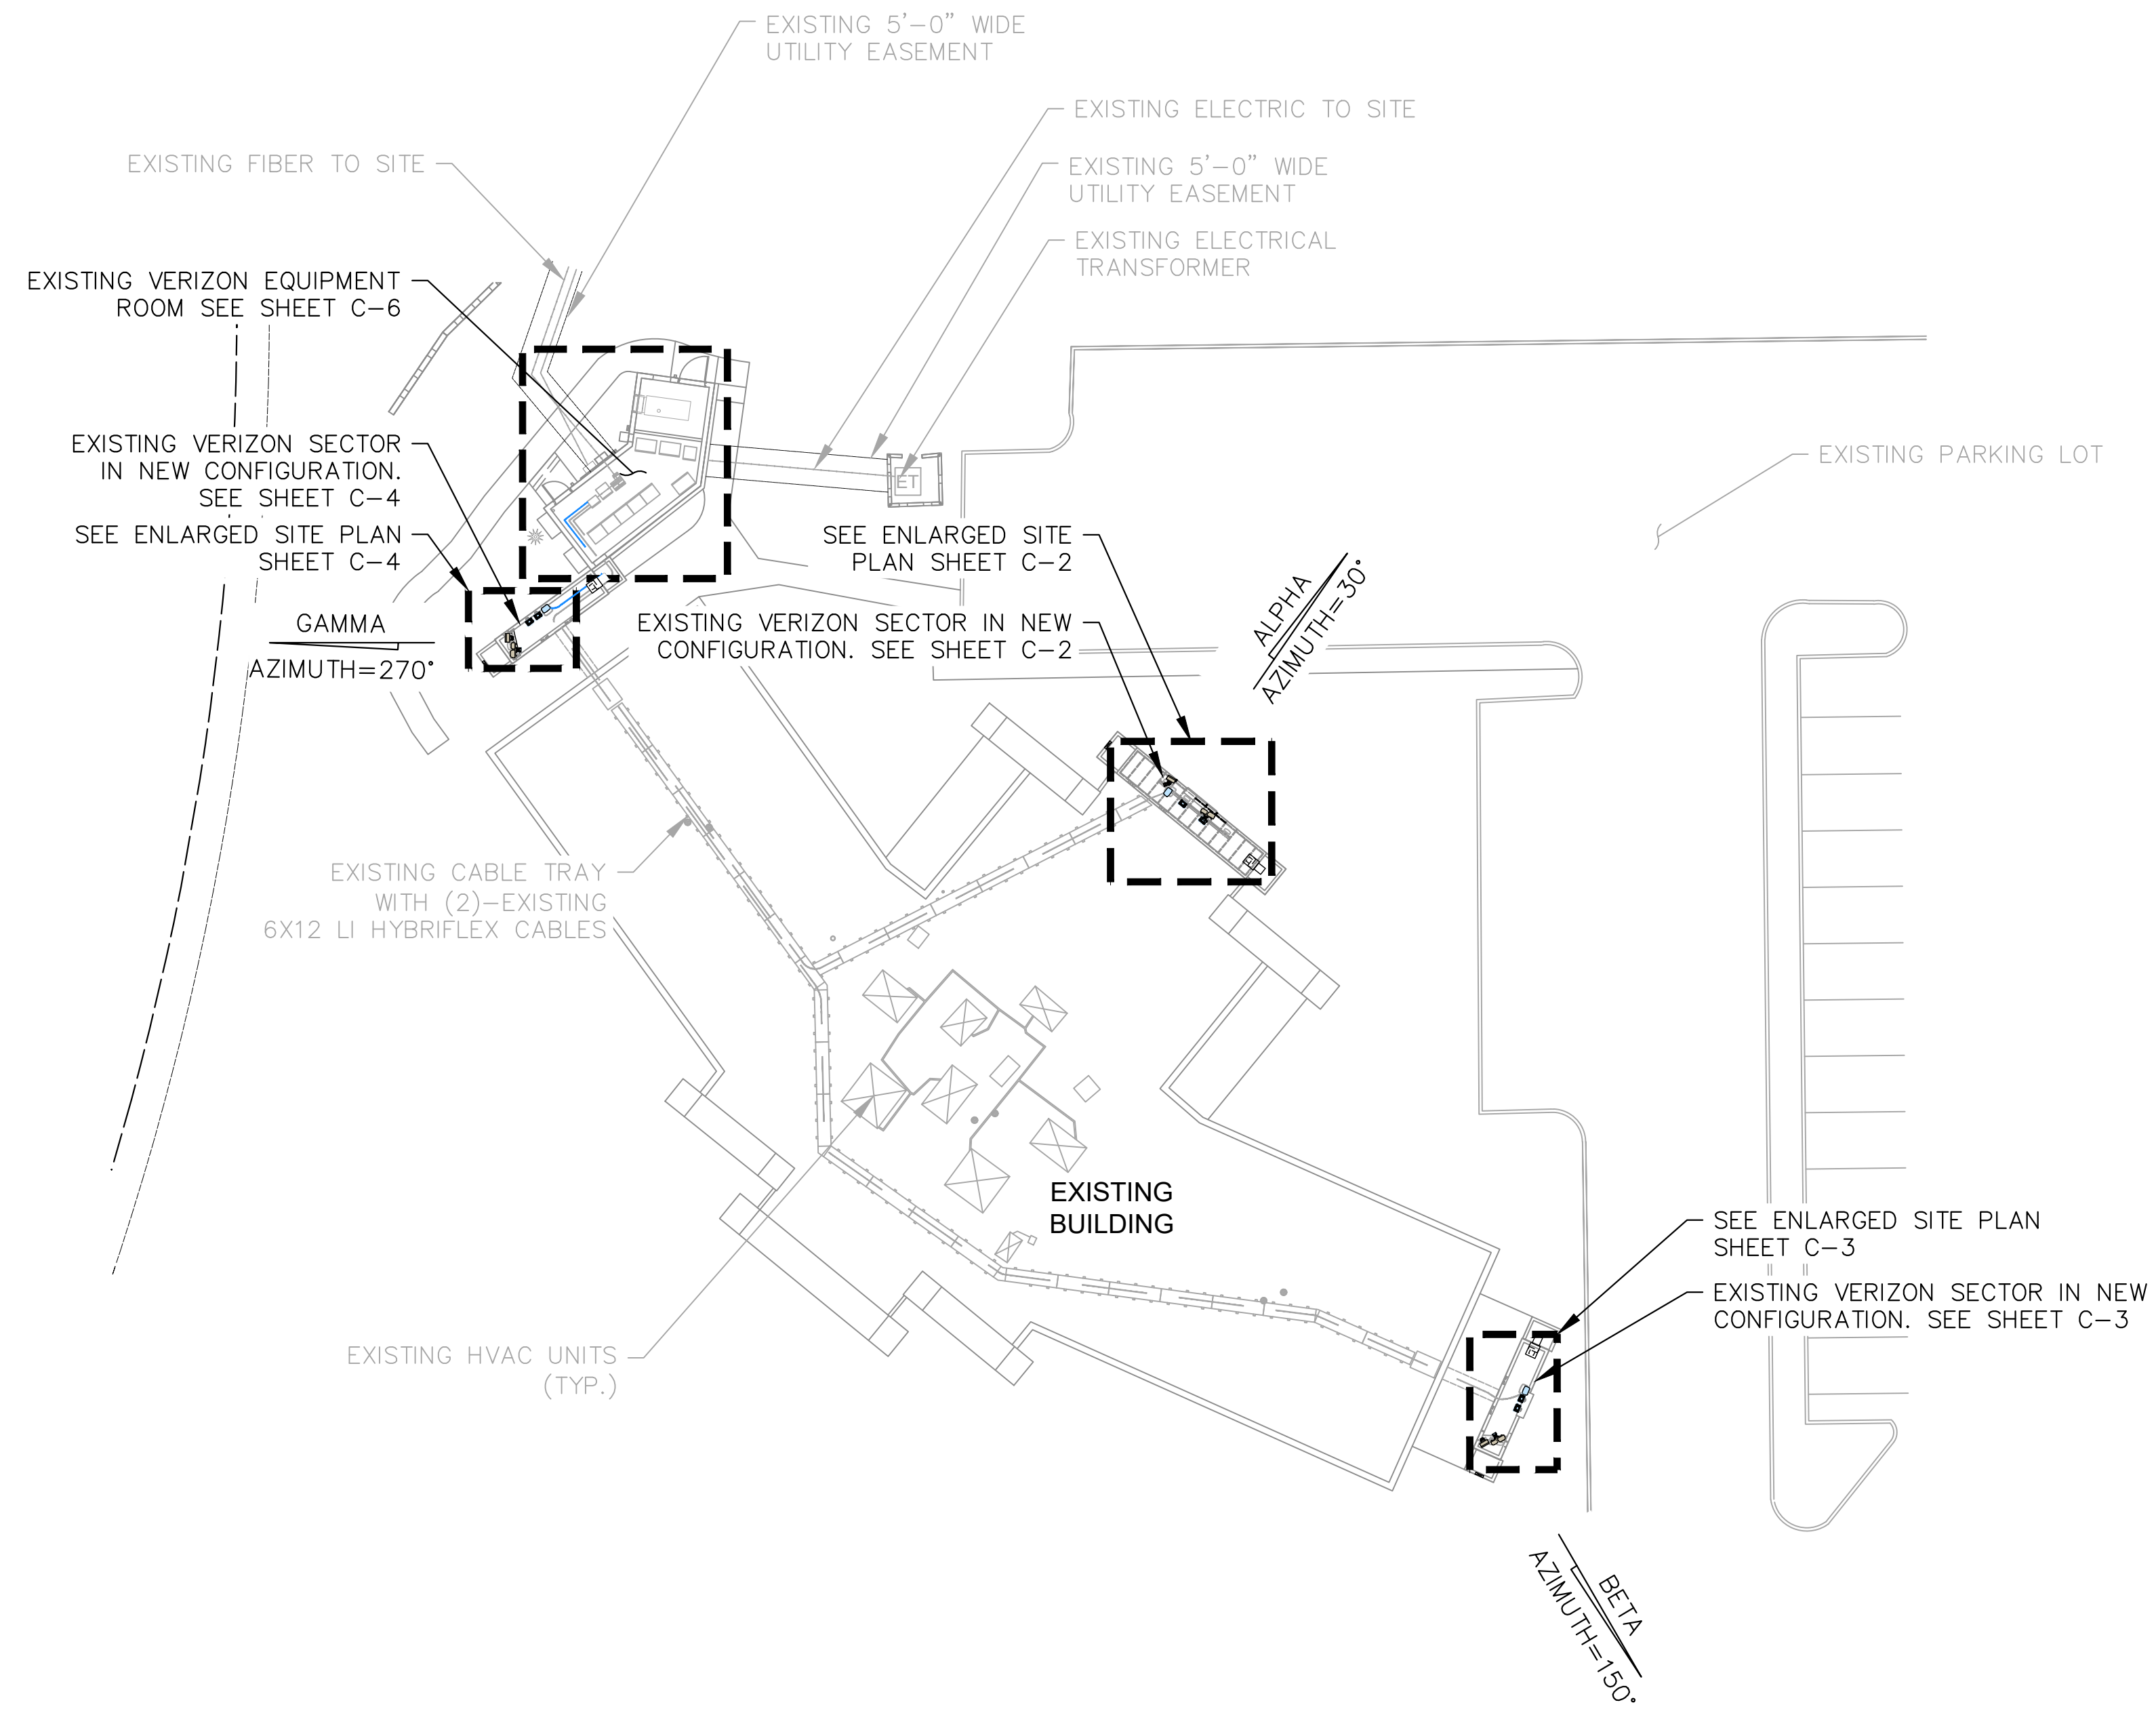 EXISTING 5'-0" WIDE
UTILITY EASEMENT
EXISTING ELECTRIC TO SITE
EXISTING FIBER TO SITE
EXISTING 5'-0" WIDE
UTILITY EASEMENT
EXISTING ELECTRICAL
TRANSFORMER
EXISTING VERIZON EQUIPMENT
ROOM SEE SHEET C-6
EXISTING VERIZON SECTOR
IN NEW CONFIGURATION.
SEE SHEET C-4
SEE ENLARGED SITE PLAN
SHEET C-4
ET
EXISTING PARKING LOT
SEE ENLARGED SITE
PLAN SHEET C-2
EXISTING VERIZON SECTOR IN NEW
CONFIGURATION. SEE SHEET C-2
ALPHA
AZIMUTH=30°
GAMMA
AZIMUTH=270°
EXISTING CABLE TRAY
WITH (2)-EXISTING
6X12 LI HYBRIFLEX CABLES
EXISTING
BUILDING
SEE ENLARGED SITE PLAN
SHEET C-3
EXISTING VERIZON SECTOR IN NEW
CONFIGURATION. SEE SHEET C-3
EXISTING HVAC UNITS
(TYP.)
BETA
AZIMUTH=150°